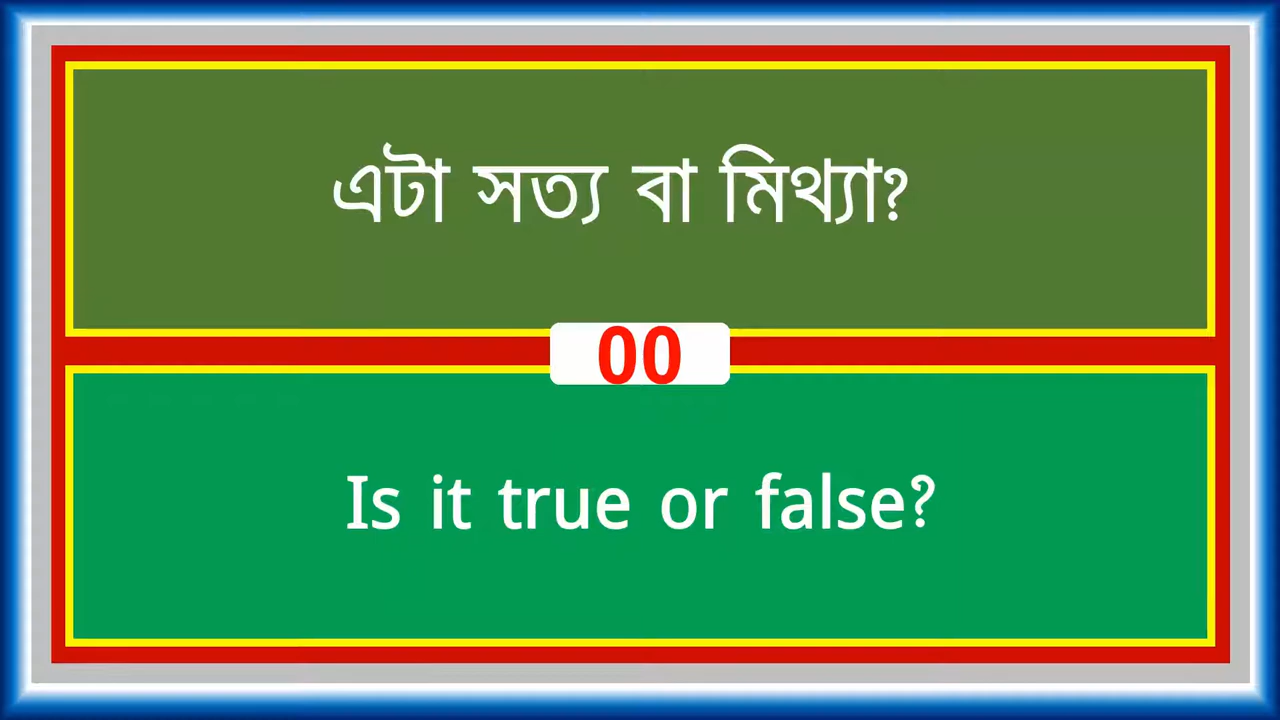 এটা সত্য বা মিথ্যা?
00
Is it true or false?